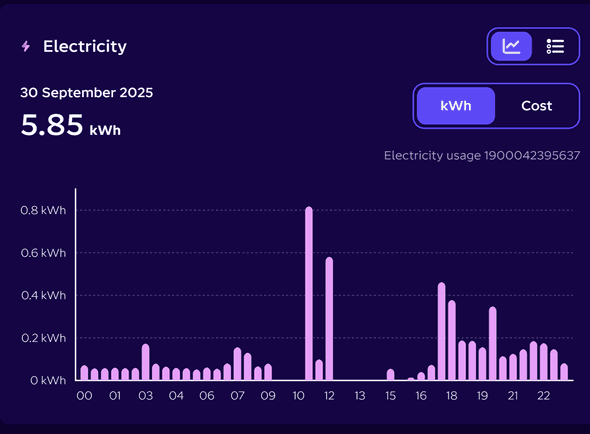 Electricity
30 September 2025
5.85 kWh
kWh Cost
Electricity usage 1900042395637
0.8 kWh
0.6 kWh
0.4 kWh
0.2 kWh
0 kWh
00 01 03 04 06 07 09 10 12 13 15 16 18 19 21 22